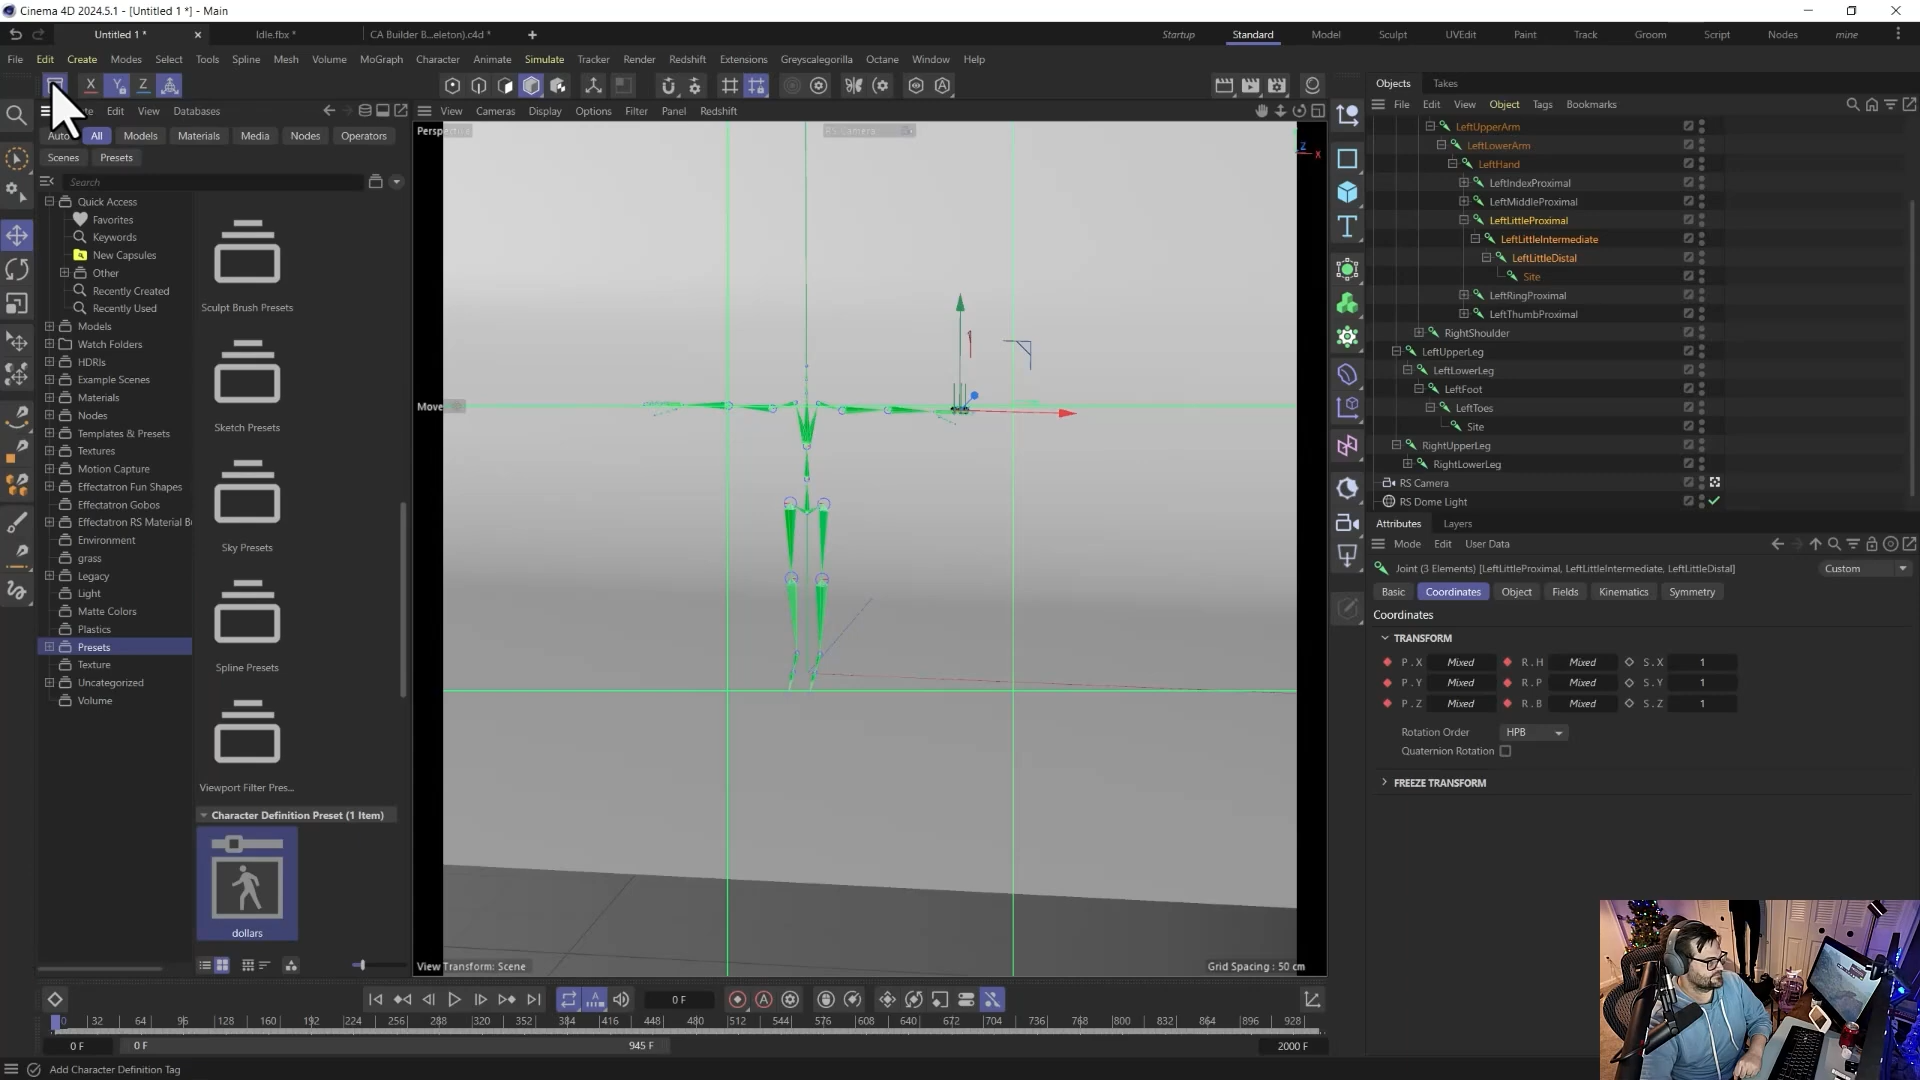 Cinema 4D 2024.5.1 - [Untitled 1 *] - Main
Untitled 1 *
Idle.fbx *
CA Builder B...eleton).c4d *
Startup
Standard
Model
Sculpt
UVEdit
Paint
Track
Groom
Script
Nodes
mine
File
Edit
Create
Modes
Select
Tools
Spline
Mesh
Volume
MoGraph
Character
Animate
Simulate
Tracker
Render
Redshift
Extensions
Greyscalegorilla
Octane
Window
Help
X
Y
Z
Edit
View
Databases
Auto
All
Models
Materials
Media
Nodes
Operators
Scenes
Presets
Search
Quick Access
Favorites
Keywords
New Capsules
Other
Recently Created
Recently Used
Models
Watch Folders
HDRIs
Example Scenes
Materials
Nodes
Templates & Presets
Textures
Motion Capture
Effectatron Fun Shapes
Effectatron Gobos
Effectatron RS Material B
Environment
grass
Legacy
Light
Matte Colors
Plastics
Presets
Texture
Uncategorized
Volume
Sculpt Brush Presets
Sketch Presets
Sky Presets
Spline Presets
Viewport Filter Pres...
Character Definition Preset (1 Item)
dollars
View
Cameras
Display
Options
Filter
Panel
Redshift
Perspective
RS Camera
Z
X
Move
View Transform: Scene
Grid Spacing : 50 cm
Objects
Takes
File
Edit
View
Object
Tags
Bookmarks
LeftUpperArm
LeftLowerArm
LeftHand
LeftIndexProximal
LeftMiddleProximal
LeftLittleProximal
LeftLittleIntermediate
LeftLittleDistal
Site
LeftRingProximal
LeftThumbProximal
RightShoulder
LeftUpperLeg
LeftLowerLeg
LeftFoot
LeftToes
Site
RightUpperLeg
RightLowerLeg
RS Camera
RS Dome Light
Attributes
Layers
Mode
Edit
User Data
Joint (3 Elements) [LeftLittleProximal, LeftLittleIntermediate, LeftLittleDistal]
Custom
Basic
Coordinates
Object
Fields
Kinematics
Symmetry
Coordinates
TRANSFORM
P . X Mixed R . H Mixed S . X 1
P . Y Mixed R . P Mixed S . Y 1
P . Z Mixed R . B Mixed S . Z 1
Rotation Order HPB
Quaternion Rotation
FREEZE TRANSFORM
0 F
0 32 64 96 128 160 192 224 256 288 320 352 384 416 448 480 512 544 576 608 640 672 704 736 768 800 832 864 896 928
0 F
0 F
945 F
2000 F
Add Character Definition Tag